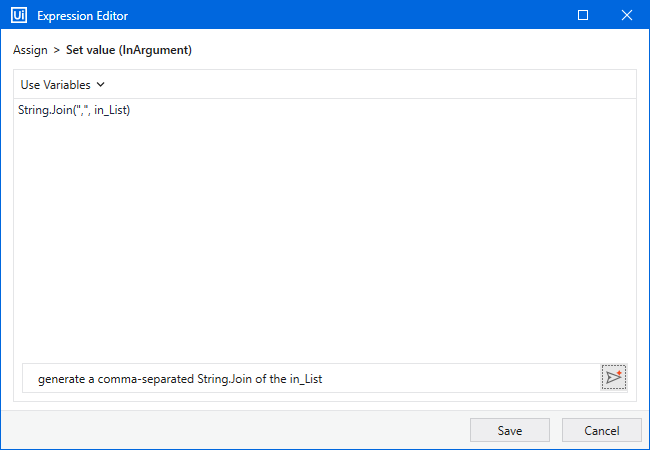 Ui Expression Editor
Assign > Set value (InArgument)
Use Variables
String.Join(",", in_List)
generate a comma-separated String.Join of the in_List
Save Cancel